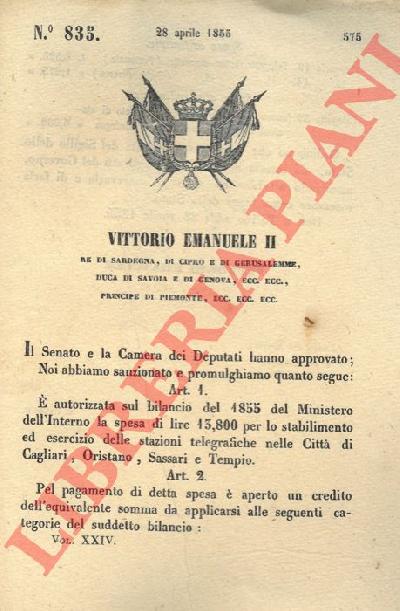 N.º 835.
28 aprile 1855
575
VITTORIO EMANUELE II
RE DI SARDEGNA, DI CIPRO E DI GERUSALEMME,
DUCA DI SAVOIA E DI GENOVA, ECC. ECC.,
PRINCIPE DI PIEMONTE, ECC. ECC. ECC.
Il Senato e la Camera dei Deputati hanno approvato;
Noi abbiamo sanzionato e promulghiamo quanto segue:
Art. 1.
È autorizzata sul bilancio del 1855 del Ministero
dell'Interno la spesa di lire 13,800 per lo stabilimento
ed esercizio delle stazioni telegrafiche nelle Città di
Cagliari, Oristano, Sassari e Tempio.
Art. 2.
Pel pagamento di detta spesa è aperto un credito
dell'equivalente somma da applicarsi alle seguenti ca-
tegorie del suddetto bilancio:
VOL. XXIV.
LIBRERIA PIANI
LIBRERIA PIANI
LIBRERIA PIANI